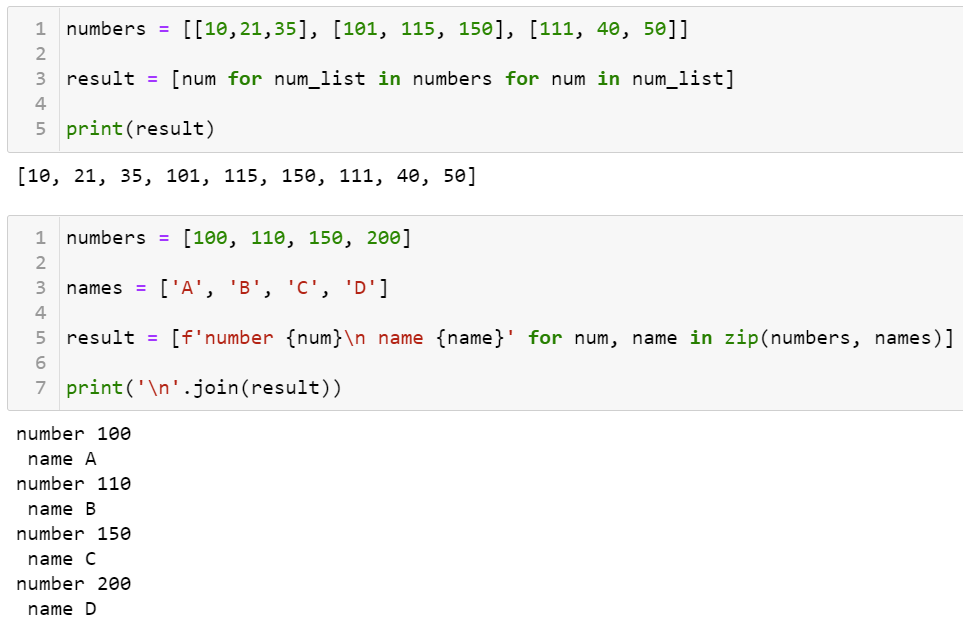 1 numbers = [[10,21,35], [101, 115, 150], [111, 40, 50]]
2
3 result = [num for num_list in numbers for num in num_list]
4
5 print(result)
[10, 21, 35, 101, 115, 150, 111, 40, 50]
1 numbers = [100, 110, 150, 200]
2
3 names = ['A', 'B', 'C', 'D']
4
5 result = [f'number {num}\n name {name}' for num, name in zip(numbers, names)]
6
7 print('\n'.join(result))
number 100
 name A
number 110
 name B
number 150
 name C
number 200
 name D